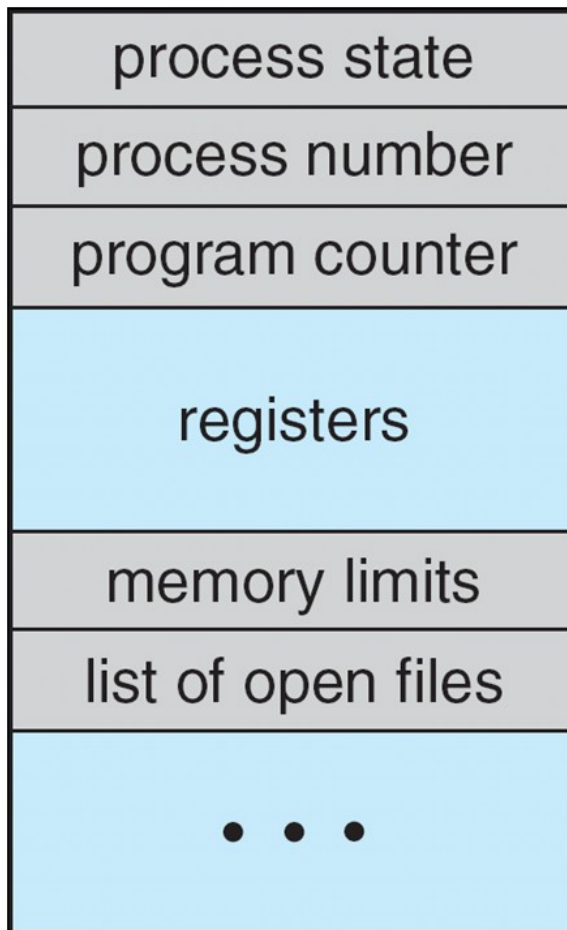 process state
process number
program counter
registers
memory limits
list of open files
• • •